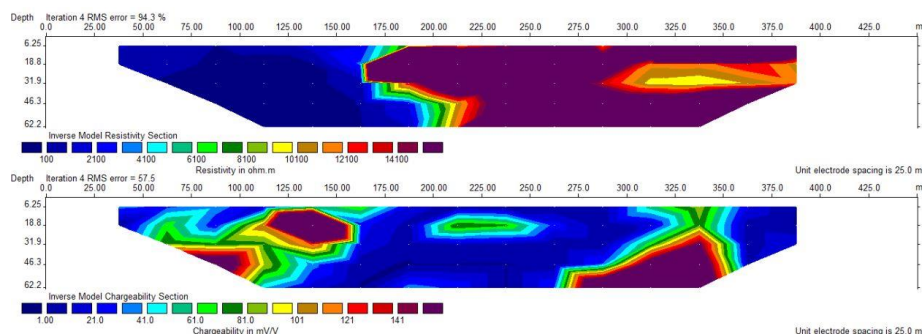 Depth Iteration 4 RMS error = 94.3 %
0.0 25.00 50.00 75.00 100.00 125.00 150.00 175.00 200.00 225.00 250.00 275.00 300.00 325.0 350.0 375.0 400.0 425.0 m
6.25
18.8
31.9
46.3
62.2
Inverse Model Resistivity Section
100 2100 4100 6100 8100 10100 12100 14100
Resistivity in ohm.m
Unit electrode spacing is 25.0 m
Depth Iteration 4 RMS error = 57.5
0.0 25.00 50.00 75.00 100.00 125.00 150.00 175.00 200.00 225.00 250.00 275.00 300.00 325.0 350.0 375.0 400.0 425.0 m
6.25
18.8
31.9
46.3
62.2
Inverse Model Chargeability Section
1.00 21.0 41.0 61.0 81.0 101 121 141
Chargeability in mV/V
Unit electrode spacing is 25.0 m